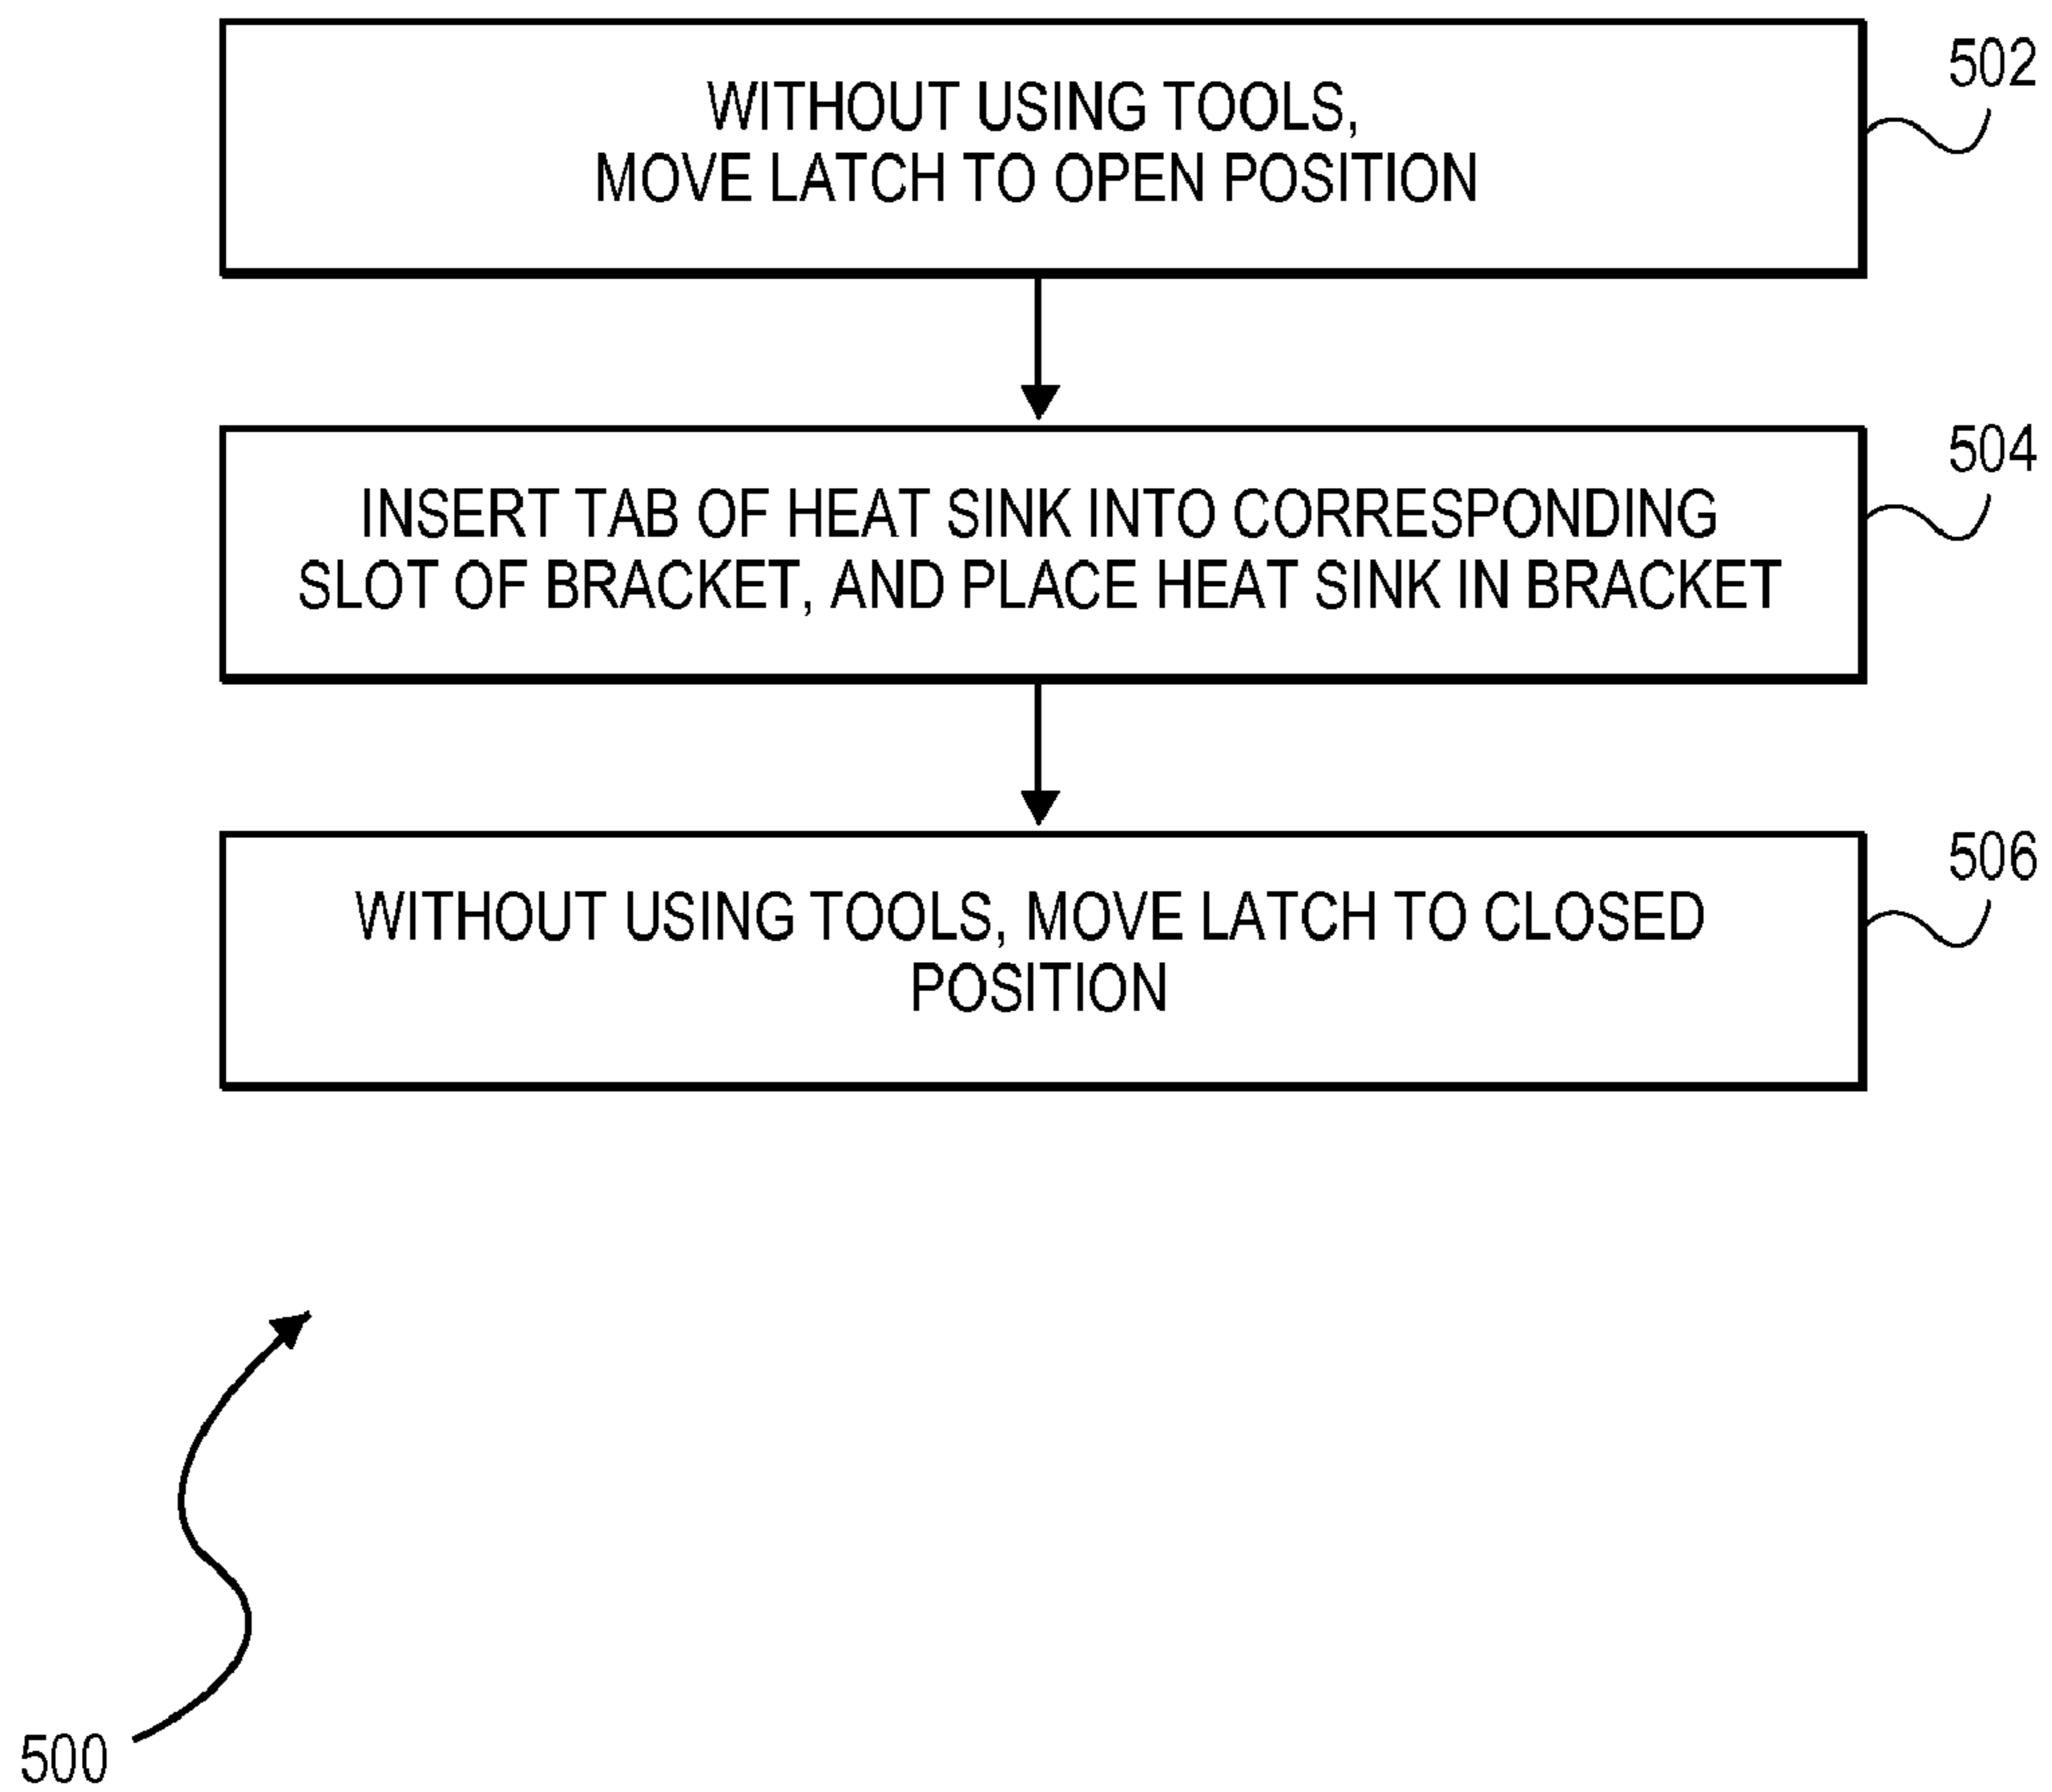 502
WITHOUT USING TOOLS,
MOVE LATCH TO OPEN POSITION
504
INSERT TAB OF HEAT SINK INTO CORRESPONDING
SLOT OF BRACKET, AND PLACE HEAT SINK IN BRACKET
506
WITHOUT USING TOOLS, MOVE LATCH TO CLOSED
POSITION
500